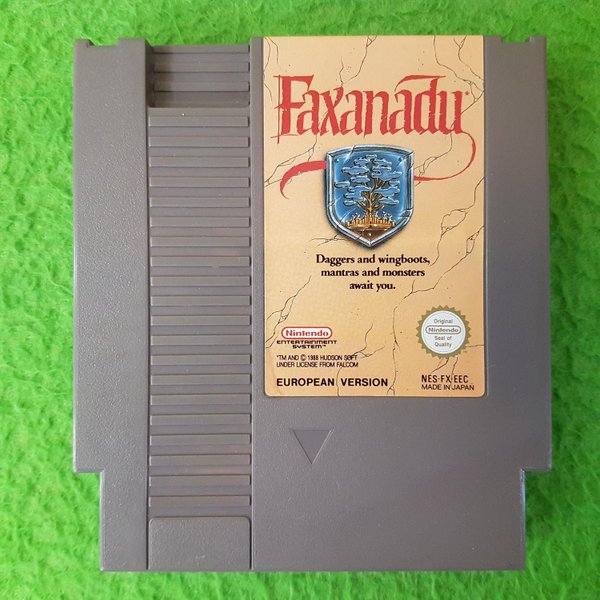 Faxanadu
Daggers and wingboots,
mantras and monsters
await you.
Nintendo
ENTERTAINMENT
SYSTEM™
"TM AND © 1988 HUDSON SOFT
UNDER LICENSE FROM FALCOM
EUROPEAN VERSION
Original
Nintendo
Seal of
Quality
NES-FX/EEC
MADE IN JAPAN